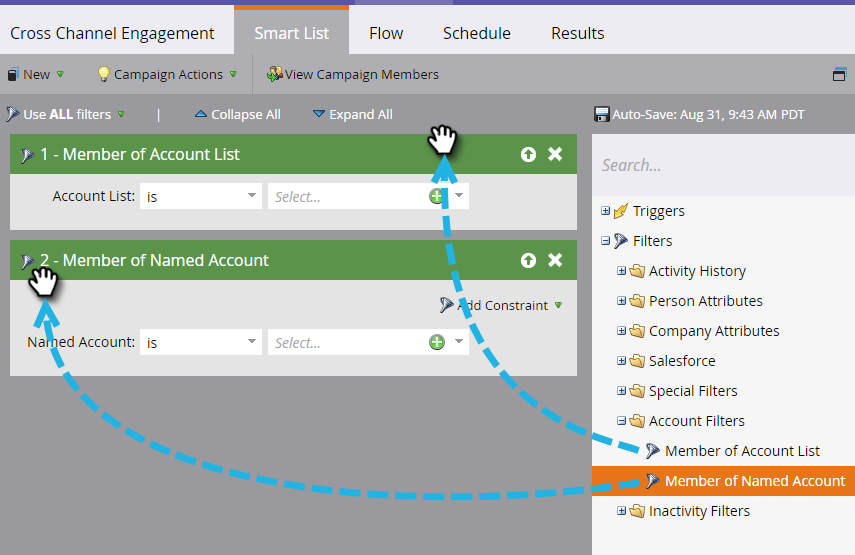 Cross Channel Engagement
Smart List
Flow
Schedule
Results
New
Campaign Actions
View Campaign Members
Use ALL filters
|
Collapse All
Expand All
Auto-Save: Aug 31, 9:43 AM PDT
1 - Member of Account List
Account List:
is
Select...
2 - Member of Named Account
Add Constraint
Named Account:
is
Select...
Search...
Triggers
Filters
Activity History
Person Attributes
Company Attributes
Salesforce
Special Filters
Account Filters
Member of Account List
Member of Named Account
Inactivity Filters